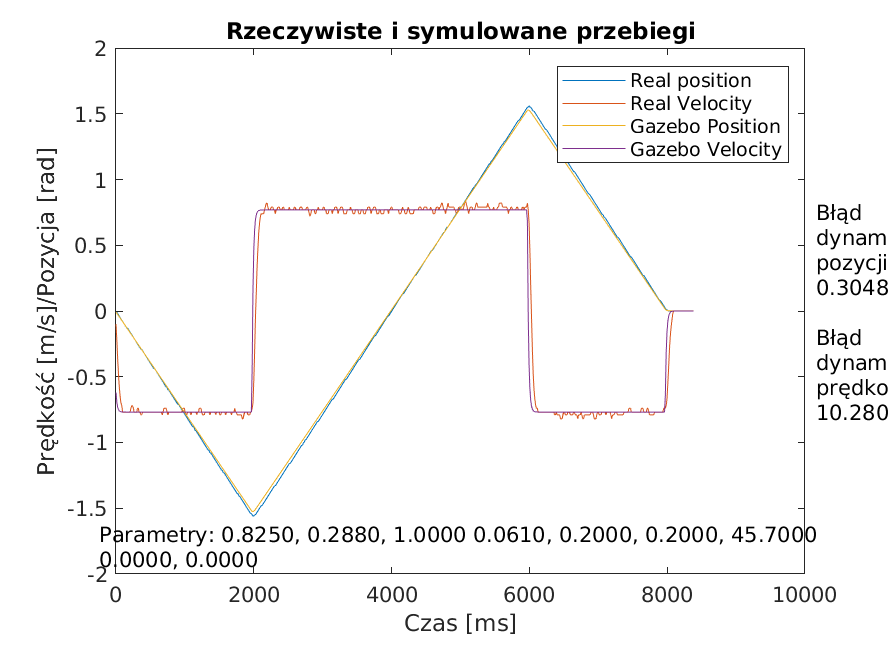 Rzeczywiste i symulowane przebiegi
2
1.5
1
0.5
0
-0.5
-1
-1.5
-2
Prędkość [m/s]/Pozycja [rad]
Real position
Real Velocity
Gazebo Position
Gazebo Velocity
Błąd
dynam
pozycji
0.3048
Błąd
dynam
prędko
10.280
Parametry: 0.8250, 0.2880, 1.0000 0.0610, 0.2000, 0.2000, 45.7000
0.0000, 0.0000
0 2000 4000 6000 8000 10000
Czas [ms]